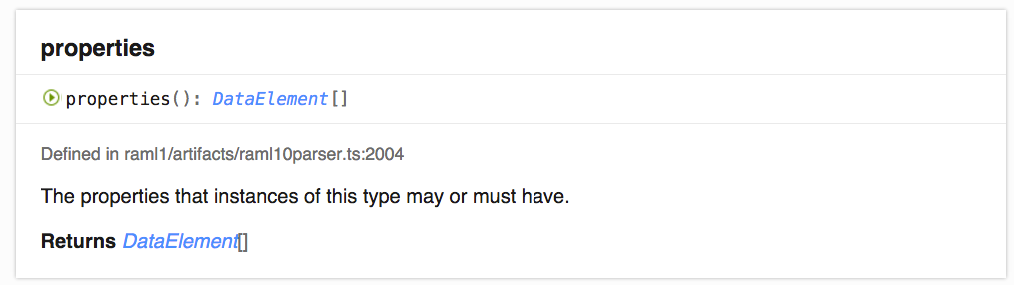 properties
properties(): DataElement[]
Defined in raml1/artifacts/raml10parser.ts:2004
The properties that instances of this type may or must have.
Returns DataElement[]